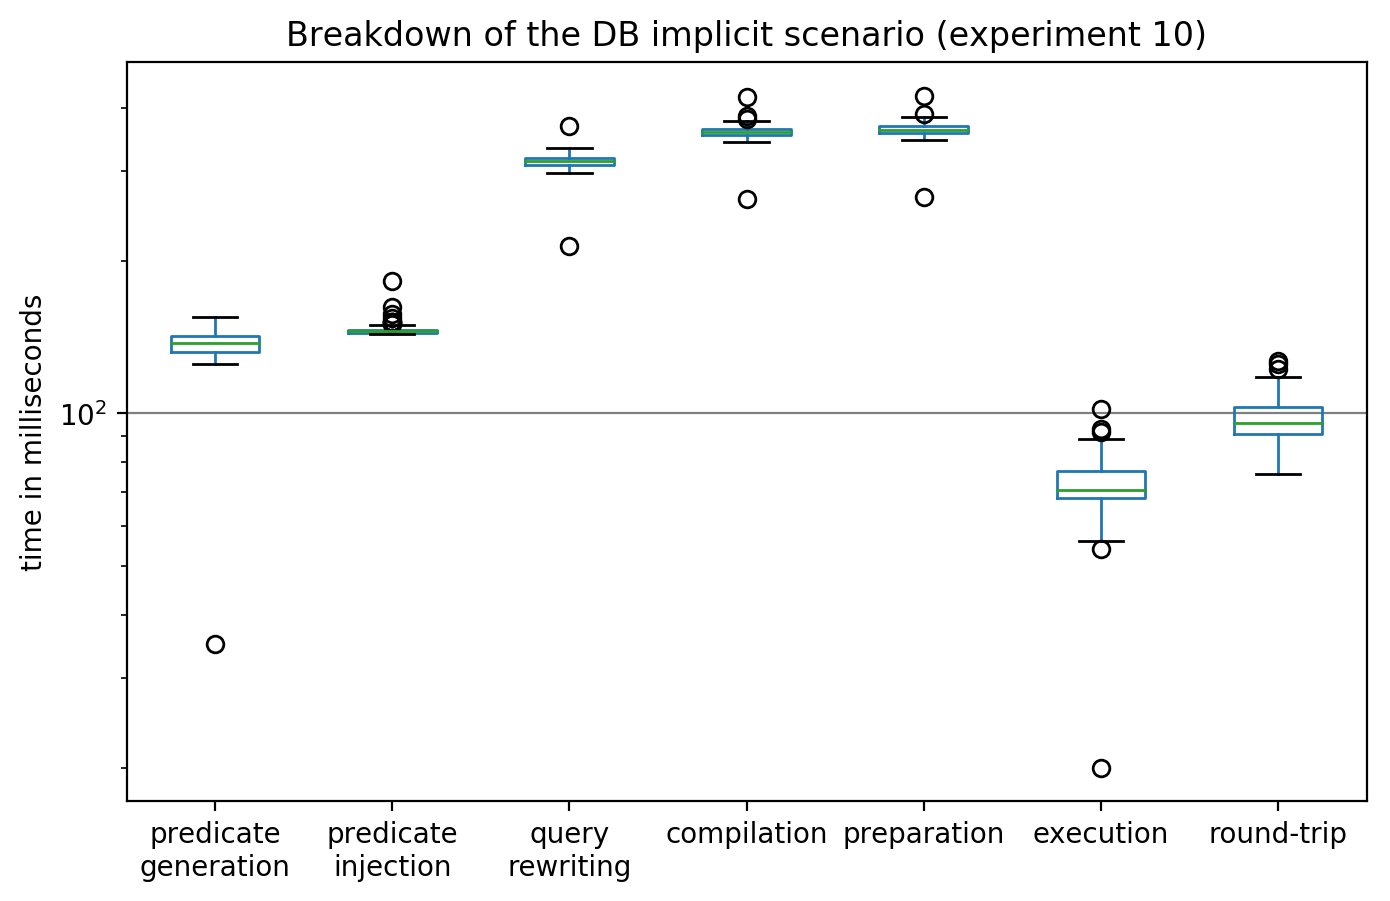 Breakdown of the DB implicit scenario (experiment 10)
time in milliseconds
10²
predicate generation
predicate injection
query rewriting
compilation
preparation
execution
round-trip